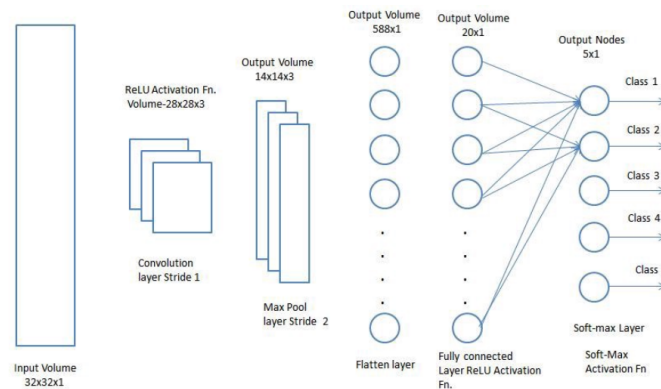 Output Volume
588x1
Output Volume
20x1
Output Nodes
5x1
Output Volume
14x14x3
ReLU Activation Fn.
Volume-28x28x3
Class 1
Class 2
Class 3
Class 4
Class
Convolution
layer Stride 1
Max Pool
layer Stride 2
Input Volume
32x32x1
Flatten layer
Fully connected
Layer ReLU Activation
Fn.
Soft-max Layer
Soft-Max
Activation Fn